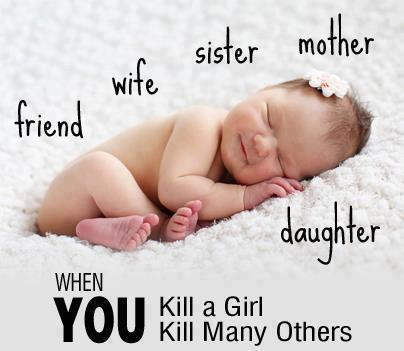 mother
sister
wife
friend
daughter
WHEN
YOU Kill a Girl
Kill Many Others